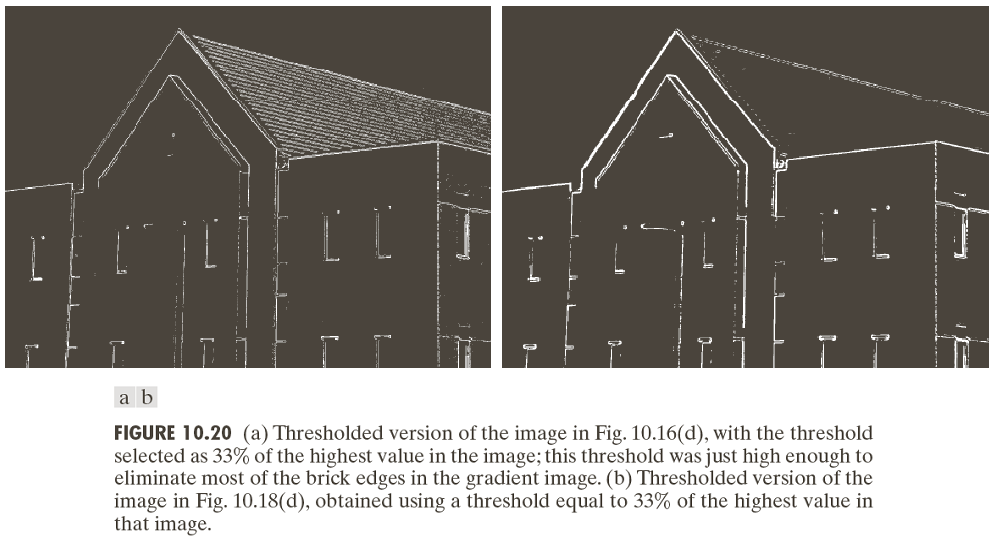 a b
FIGURE 10.20 (a) Thresholded version of the image in Fig. 10.16(d), with the threshold
selected as 33% of the highest value in the image; this threshold was just high enough to
eliminate most of the brick edges in the gradient image. (b) Thresholded version of the
image in Fig. 10.18(d), obtained using a threshold equal to 33% of the highest value in
that image.